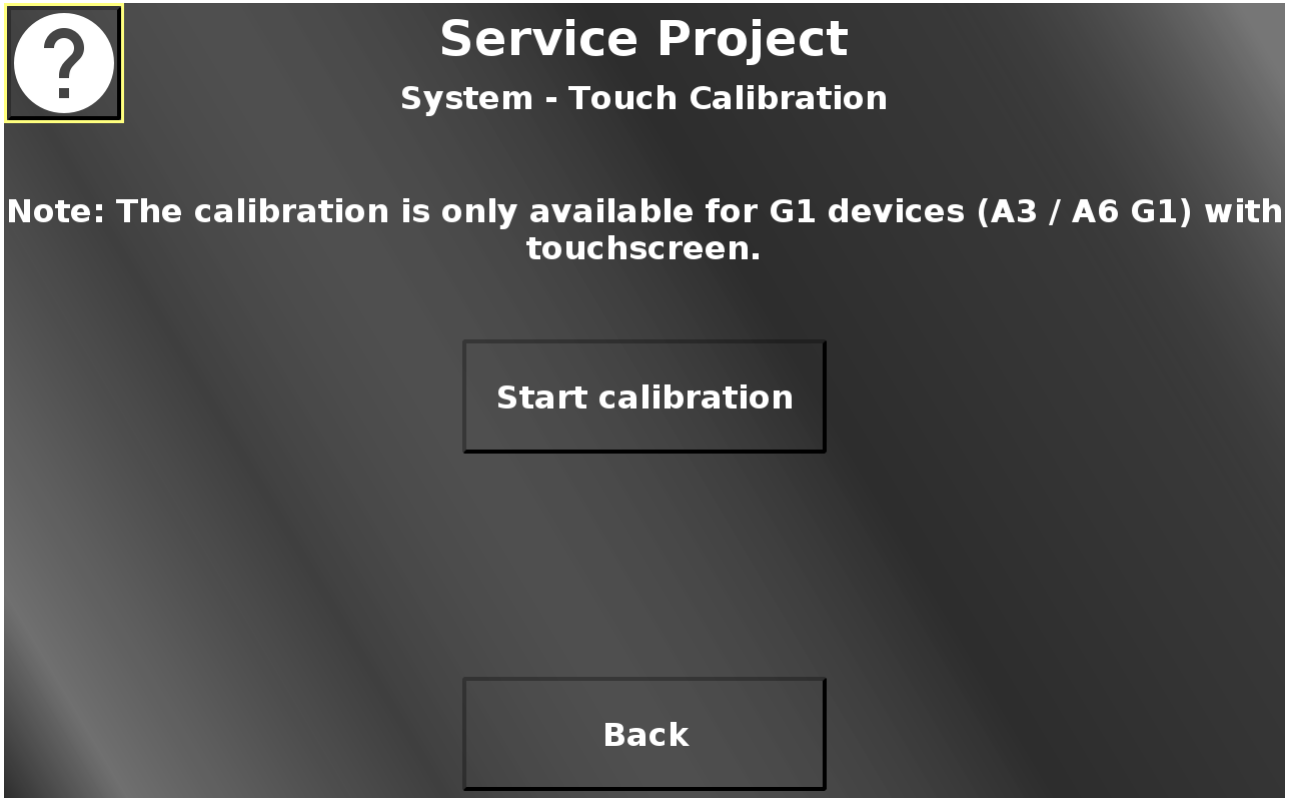 ?
Service Project
System - Touch Calibration
Note: The calibration is only available for G1 devices (A3 / A6 G1) with
touchscreen.
Start calibration
Back